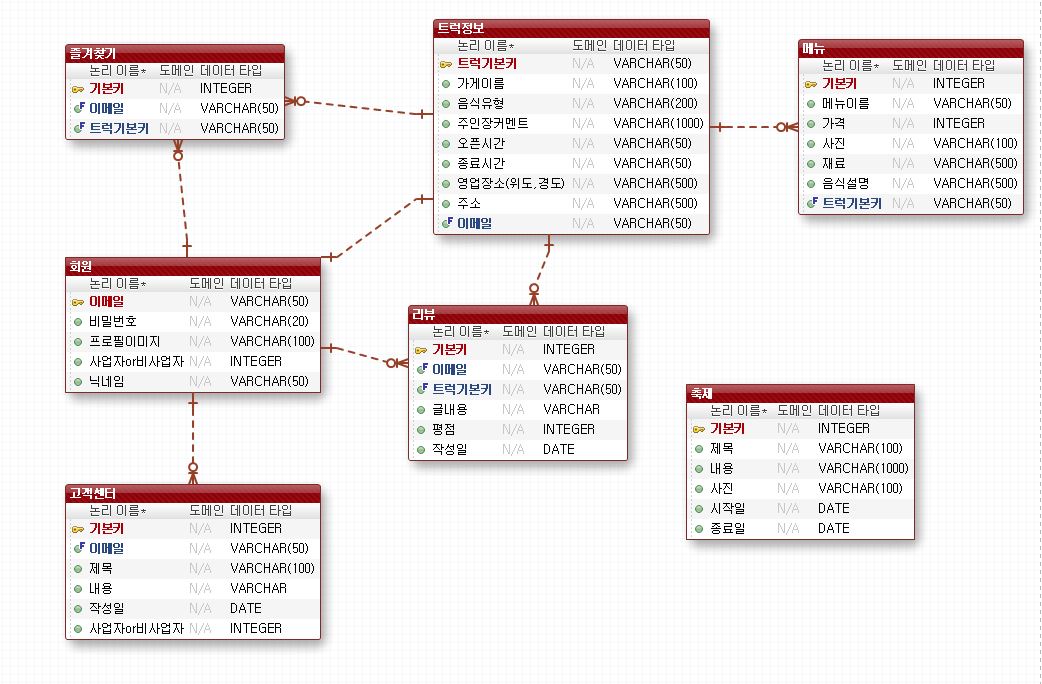 즐겨찾기
논리 이름* 도메인 데이터 타입
기본키 N/A INTEGER
이메일 N/A VARCHAR(50)
트럭기본키 N/A VARCHAR(50)
트럭정보
논리 이름* 도메인 데이터 타입
트럭기본키 N/A VARCHAR(50)
가게이름 N/A VARCHAR(100)
음식유형 N/A VARCHAR(200)
주인장커멘트 N/A VARCHAR(1000)
오픈시간 N/A VARCHAR(50)
종료시간 N/A VARCHAR(50)
영업장소(위도,경도) N/A VARCHAR(500)
주소 N/A VARCHAR(500)
이메일 N/A VARCHAR(50)
메뉴
논리 이름* 도메인 데이터 타입
기본키 N/A INTEGER
메뉴이름 N/A VARCHAR(50)
가격 N/A INTEGER
사진 N/A VARCHAR(100)
재료 N/A VARCHAR(500)
음식설명 N/A VARCHAR(500)
트럭기본키 N/A VARCHAR(50)
회원
논리 이름* 도메인 데이터 타입
이메일 N/A VARCHAR(50)
비밀번호 N/A VARCHAR(20)
프로필이미지 N/A VARCHAR(100)
사업자or비사업자 N/A INTEGER
닉네임 N/A VARCHAR(50)
리뷰
논리 이름* 도메인 데이터 타입
기본키 N/A INTEGER
이메일 N/A VARCHAR(50)
트럭기본키 N/A VARCHAR(50)
글내용 N/A VARCHAR
평점 N/A INTEGER
작성일 N/A DATE
축제
논리 이름* 도메인 데이터 타입
기본키 N/A INTEGER
제목 N/A VARCHAR(100)
내용 N/A VARCHAR(1000)
사진 N/A VARCHAR(100)
시작일 N/A DATE
종료일 N/A DATE
고객센터
논리 이름* 도메인 데이터 타입
기본키 N/A INTEGER
이메일 N/A VARCHAR(50)
제목 N/A VARCHAR(100)
내용 N/A VARCHAR
작성일 N/A DATE
사업자or비사업자 N/A INTEGER